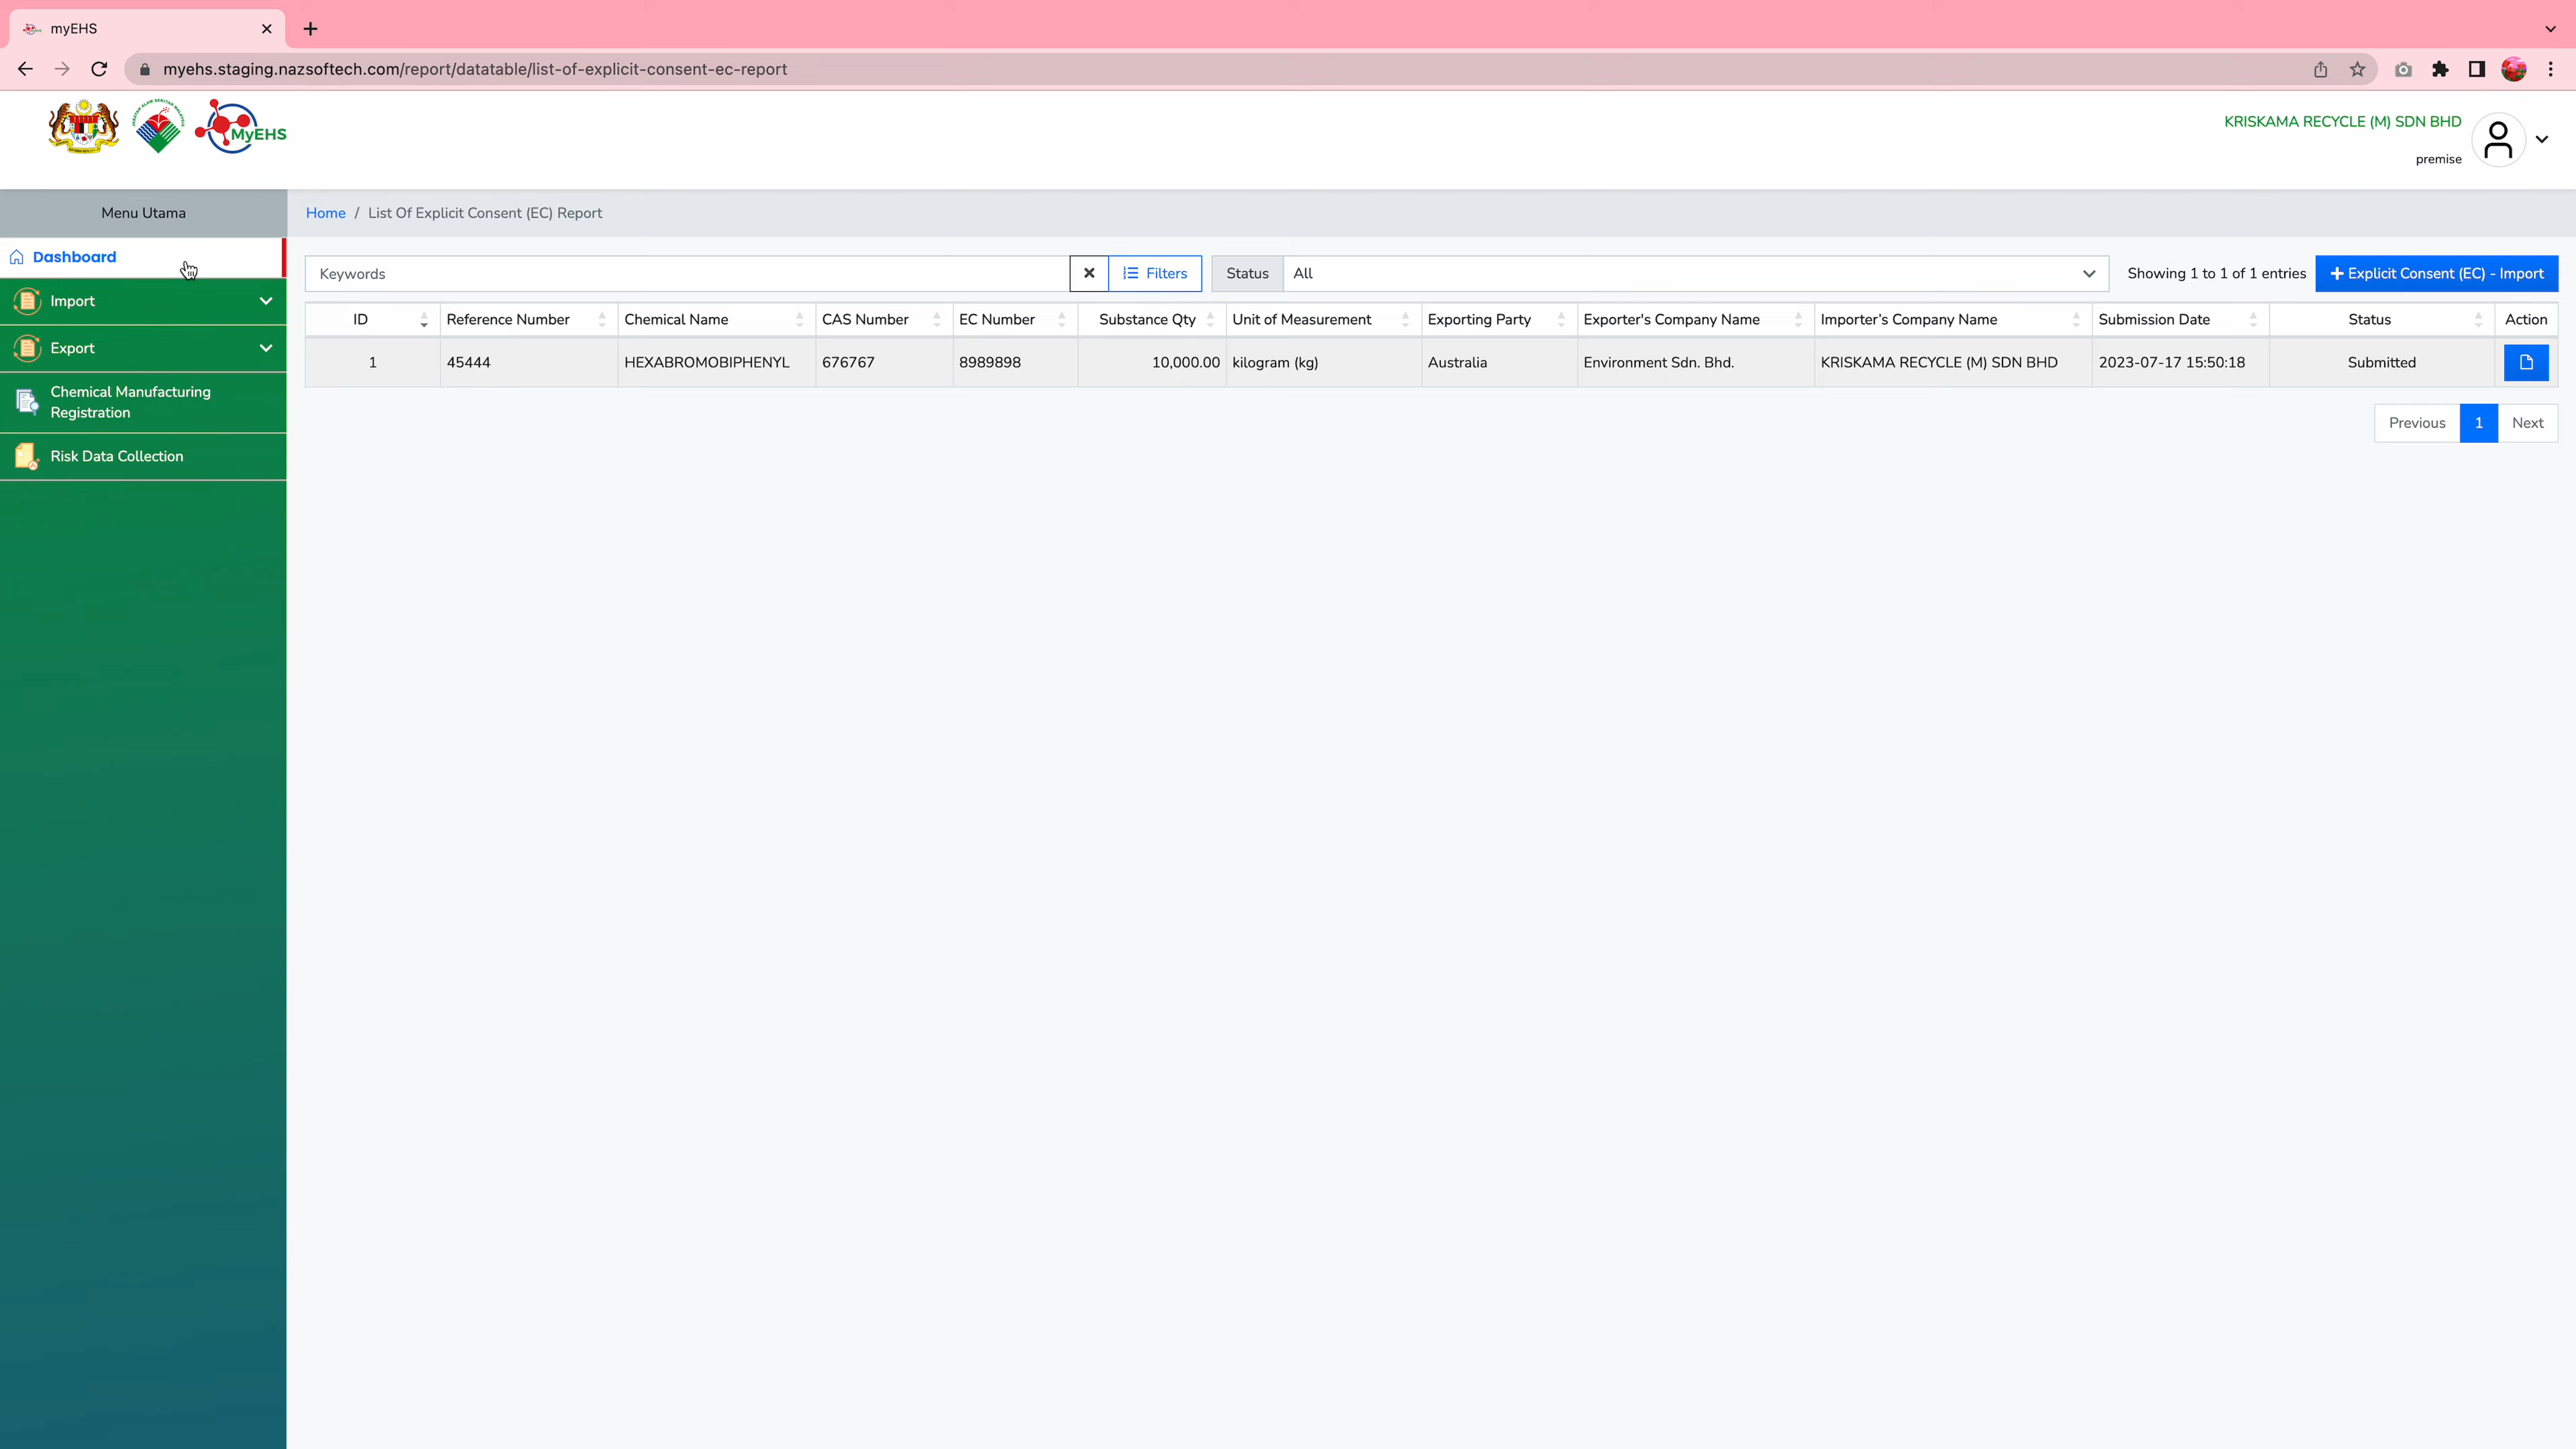 myEHS
myehs.staging.nazsoftech.com/report/datatable/list-of-explicit-consent-ec-report
MyEHS
KRISKAMA RECYCLE (M) SDN BHD
premise
Menu Utama
Home / List Of Explicit Consent (EC) Report
Dashboard
Import
Export
Chemical Manufacturing
Registration
Risk Data Collection
Keywords
Filters
Status All
Showing 1 to 1 of 1 entries
Explicit Consent (EC) - Import
ID Reference Number Chemical Name CAS Number EC Number Substance Qty Unit of Measurement Exporting Party Exporter's Company Name Importer’s Company Name Submission Date Status Action
1 45444 HEXABROMOBIPHENYL 676767 8989898 10,000.00 kilogram (kg) Australia Environment Sdn. Bhd. KRISKAMA RECYCLE (M) SDN BHD 2023-07-17 15:50:18 Submitted
Previous 1 Next